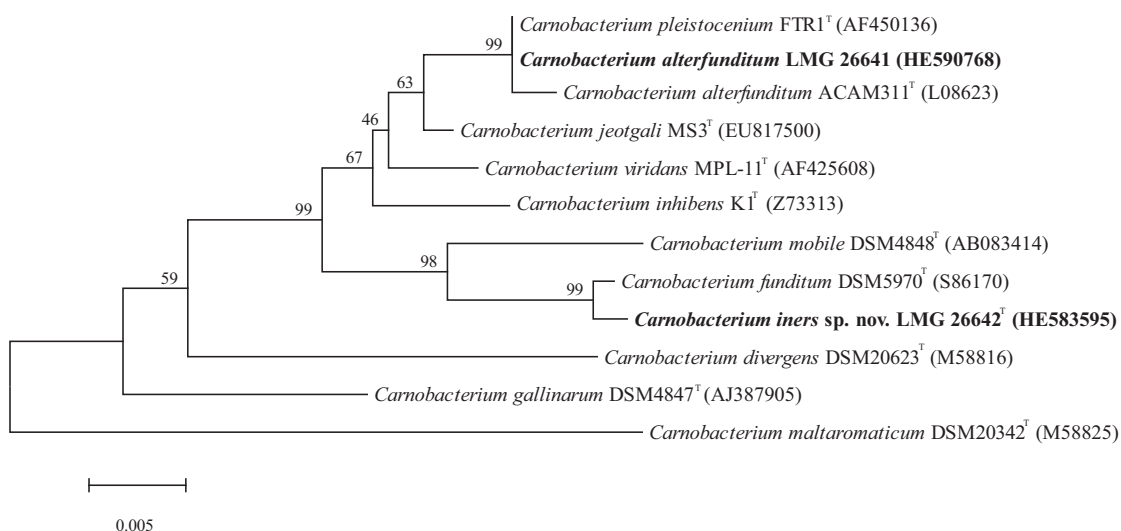 Carnobacterium pleistocenium FTR1ᵀ (AF450136)
99
Carnobacterium alterfunditum LMG 26641 (HE590768)
63
Carnobacterium alterfunditum ACAM311ᵀ (L08623)
46
Carnobacterium jeotgali MS3ᵀ (EU817500)
67
Carnobacterium viridans MPL-11ᵀ (AF425608)
99
Carnobacterium inhibens K1ᵀ (Z73313)
Carnobacterium mobile DSM4848ᵀ (AB083414)
98
59
Carnobacterium funditum DSM5970ᵀ (S86170)
99
Carnobacterium iners sp. nov. LMG 26642ᵀ (HE583595)
Carnobacterium divergens DSM20623ᵀ (M58816)
Carnobacterium gallinarum DSM4847ᵀ (AJ387905)
Carnobacterium maltaromaticum DSM20342ᵀ (M58825)
0.005